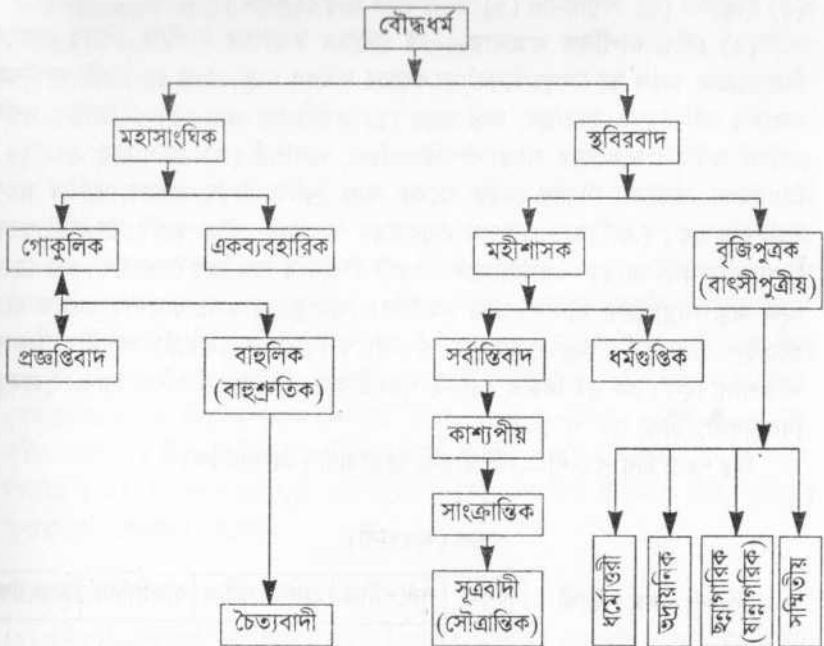 বৌদ্ধধর্ম
মহাসাংঘিক
স্থবিরবাদ
গোকুলিক
একব্যবহারিক
মহীশাসক
বৃজিপুত্রক
(বাৎসীপুত্রীয়)
প্রজ্ঞপ্তিবাদ
বাহুলিক
(বাহুশ্রুতিক)
সর্বাস্তিবাদ
ধর্মগুপ্তিক
কাশ্যপীয়
সাংক্রান্তিক
চৈত্যবাদী
সূত্রবাদী
(সৌত্রান্তিক)
ধর্মোত্তরী
ভদ্রায়নিক
ছন্নাগরিক
(ষান্নাগরিক)
সম্মিতীয়